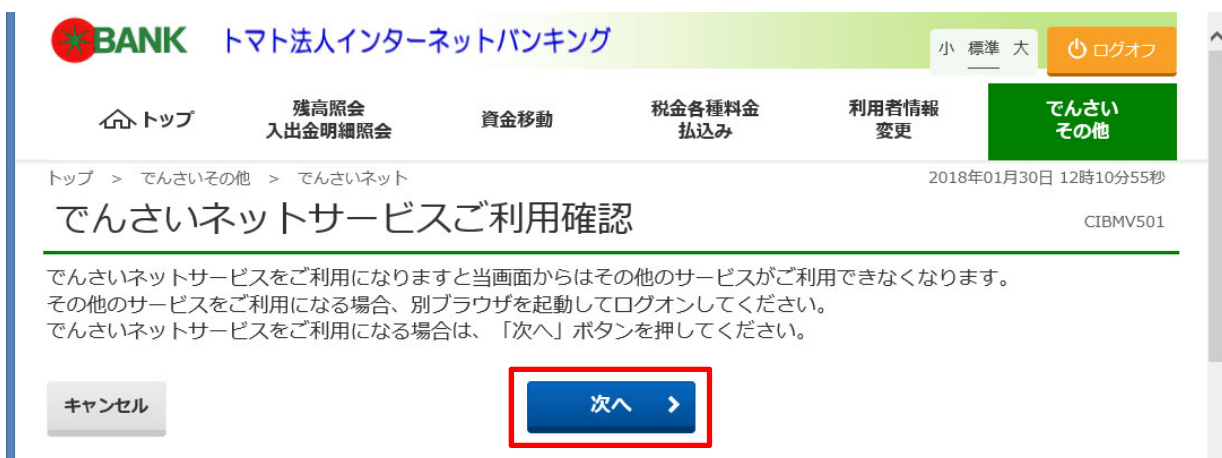 BANK トマト法人インターネットバンキング
小 標準 大 ログオフ
トップ
残高照会
入出金明細照会
資金移動
税金各種料金
払込み
利用者情報
変更
でんさい
その他
トップ > でんさいその他 > でんさいネット 2018年01月30日 12時10分55秒
でんさいネットサービスご利用確認 CIBMV501
でんさいネットサービスをご利用になりますと当画面からはその他のサービスがご利用できなくなります。
その他のサービスをご利用になる場合、別ブラウザを起動してログオンしてください。
でんさいネットサービスをご利用になる場合は、「次へ」ボタンを押してください。
キャンセル 次へ